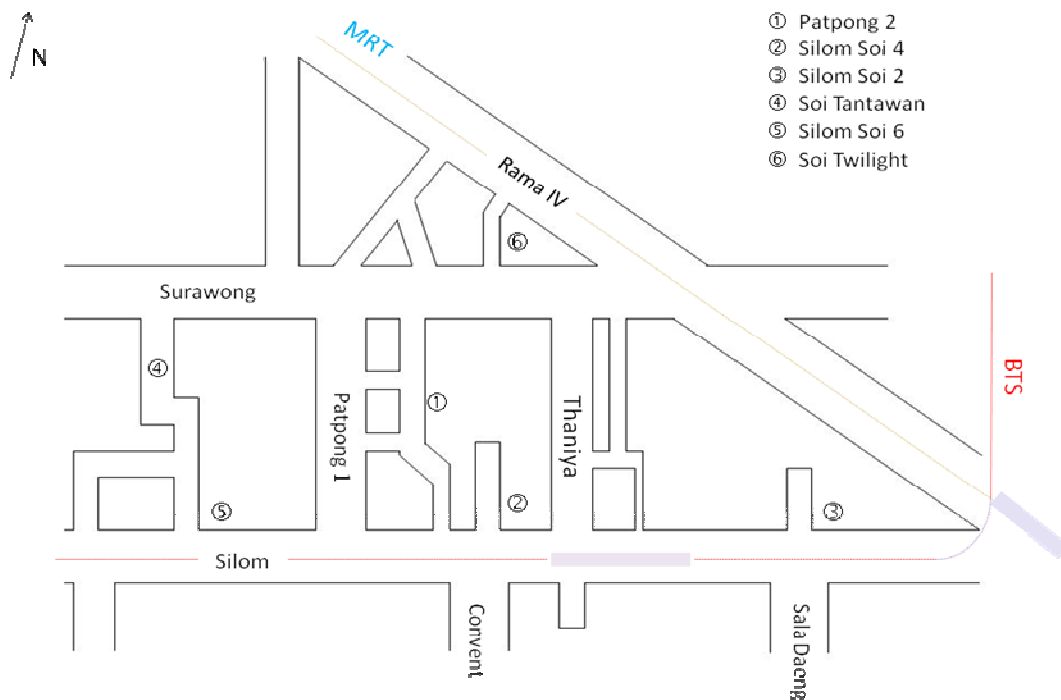 N
MRT
① Patpong 2
② Silom Soi 4
③ Silom Soi 2
④ Soi Tantawan
⑤ Silom Soi 6
⑥ Soi Twilight
Rama IV
⑥
Surawong
④
Patpong 1
①
Thaniya
BTS
⑤
②
③
Silom
Convent
Sala Daeng